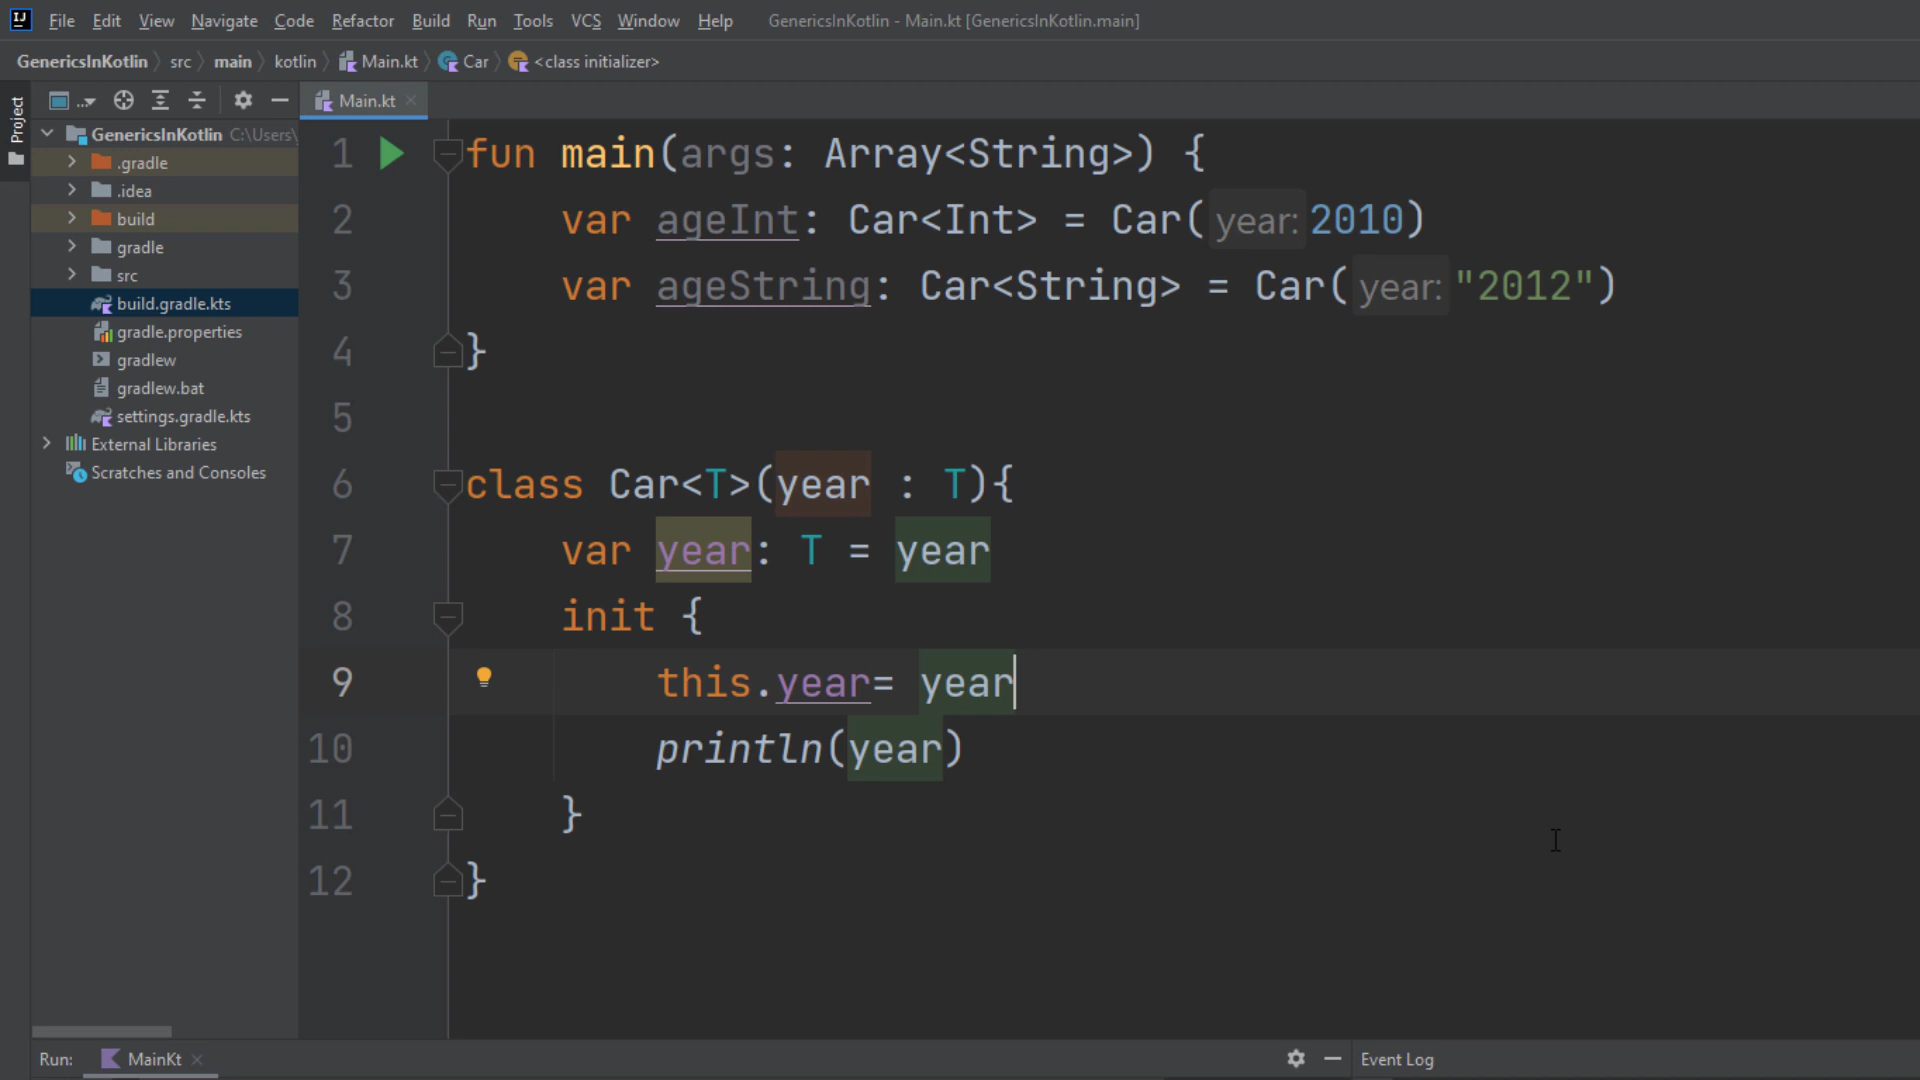 IJ File Edit View Navigate Code Refactor Build Run Tools VCS Window Help GenericsInKotlin - Main.kt [GenericsInKotlin.main]
GenericsInKotlin src main kotlin Main.kt Car <class initializer>
Project
... Main.kt
GenericsInKotlin C:\Users\
.gradle
.idea
build
gradle
src
build.gradle.kts
gradle.properties
gradlew
gradlew.bat
settings.gradle.kts
External Libraries
Scratches and Consoles
1 fun main(args: Array<String>) {
2 var ageInt: Car<Int> = Car( year: 2010)
3 var ageString: Car<String> = Car( year: "2012")
4 }
5
6 class Car<T>(year : T){
7 var year: T = year
8 init {
9 this.year= year
10 println(year)
11 }
12 }
Run: MainKt Event Log